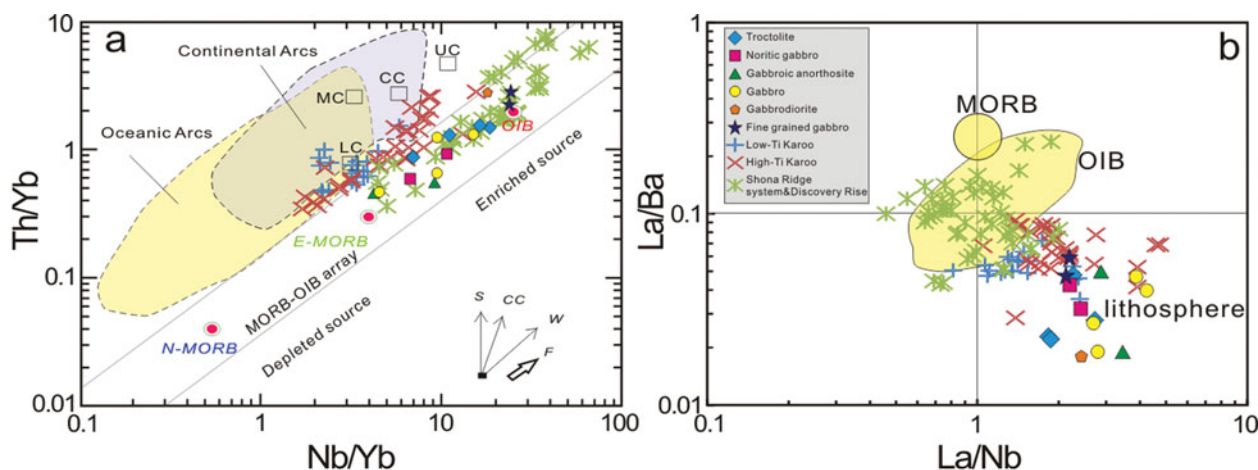 a
Continental Arcs
Oceanic Arcs
UC
CC
MC
LC
OIB
E-MORB
N-MORB
MORB-OIB array
Enriched source
Depleted source
S
CC
W
F
Th/Yb
10
1
0.1
0.01
0.1
1
10
100
Nb/Yb
b
Troctolite
Noritic gabbro
Gabbroic anorthosite
Gabbro
Gabbrodiorite
Fine grained gabbro
Low-Ti Karoo
High-Ti Karoo
Shona Ridge
system&Discovery Rise
MORB
OIB
lithosphere
La/Ba
1
0.1
0.01
0.1
1
10
La/Nb